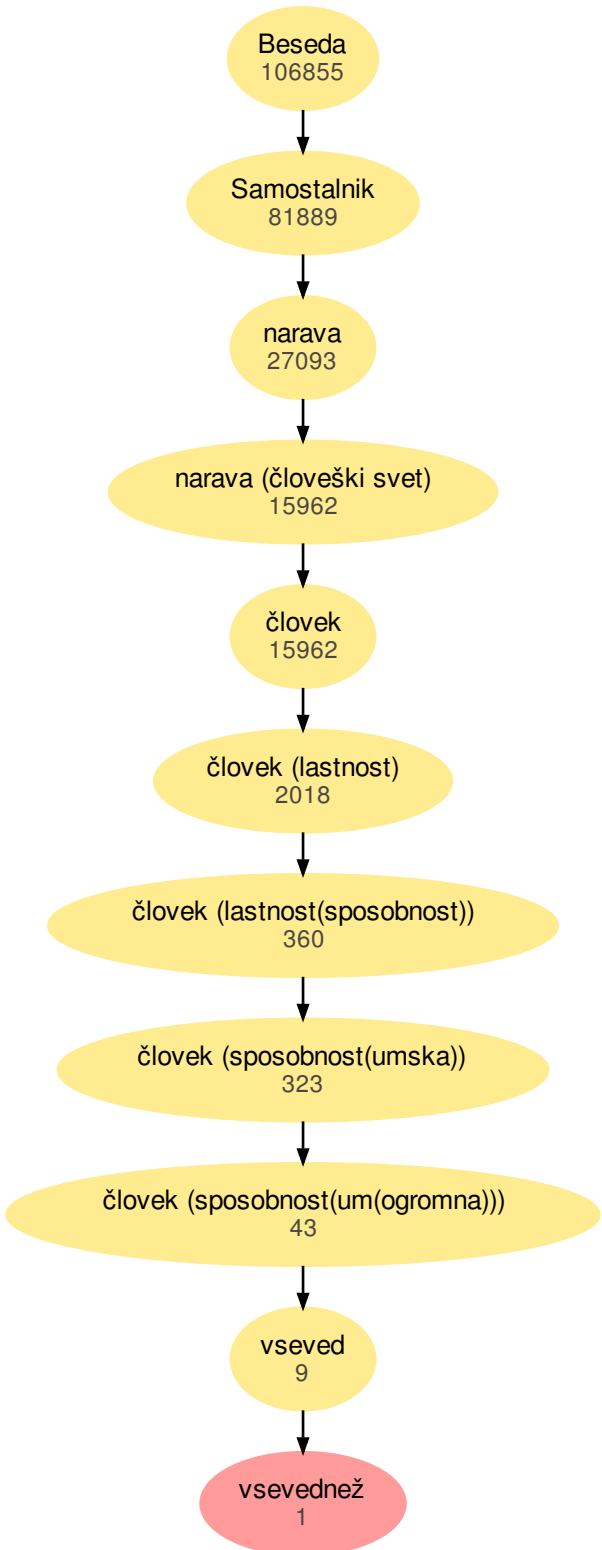 Beseda
106855
Samostalnik
81889
narava
27093
narava (človeški svet)
15962
človek
15962
človek (lastnost)
2018
človek (lastnost(sposobnost))
360
človek (sposobnost(umska))
323
človek (sposobnost(um(ogromna)))
43
vseved
9
vsevednež
1